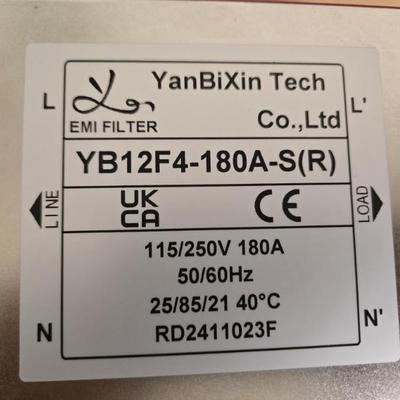 YanBiXin Tech
Co.,Ltd
EMI FILTER
L
L'
YB12F4-180A-S(R)
LINE
UK
CA
CE
LOAD
115/250V 180A
50/60Hz
25/85/21 40°C
RD2411023F
N
N'